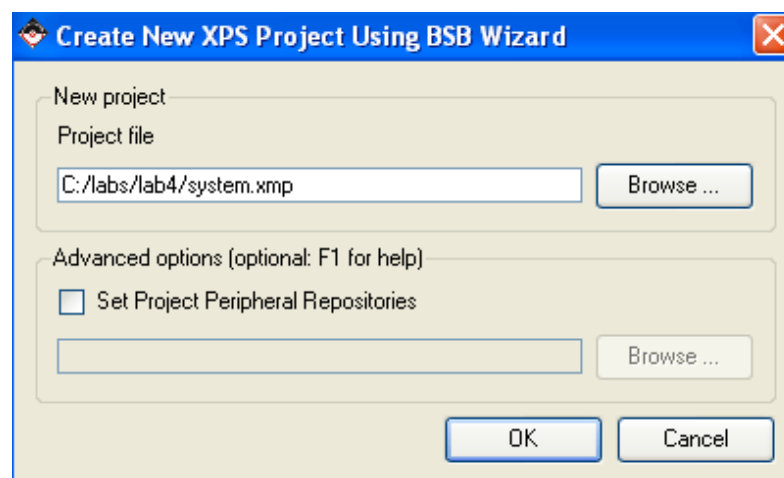 Create New XPS Project Using BSB Wizard
New project
Project file
C:/labs/lab4/system.xmp
Browse ...
Advanced options (optional: F1 for help)
Set Project Peripheral Repositories
Browse ...
OK
Cancel